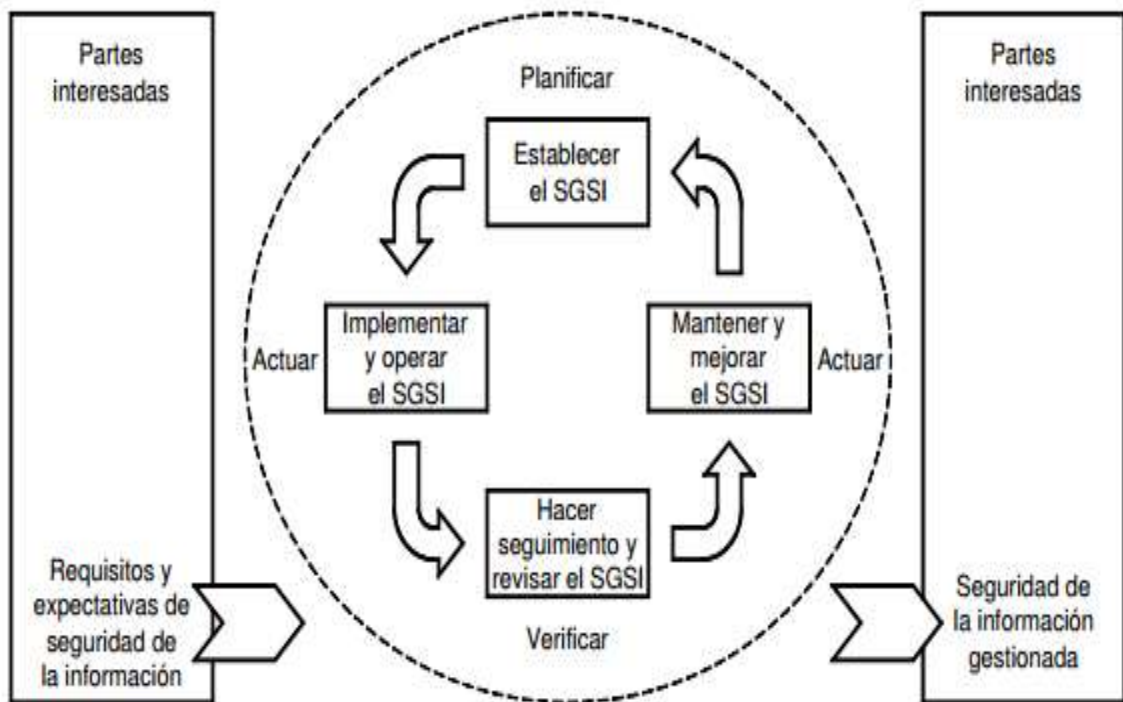 Partes
interesadas
Requisitos y
expectativas de
seguridad de
la información
Planificar
Establecer
el SGSI
Actuar
Implementar
y operar
el SGSI
Mantener y
mejorar
el SGSI
Actuar
Hacer
seguimiento y
revisar el SGSI
Verificar
Partes
interesadas
Seguridad de
la información
gestionada